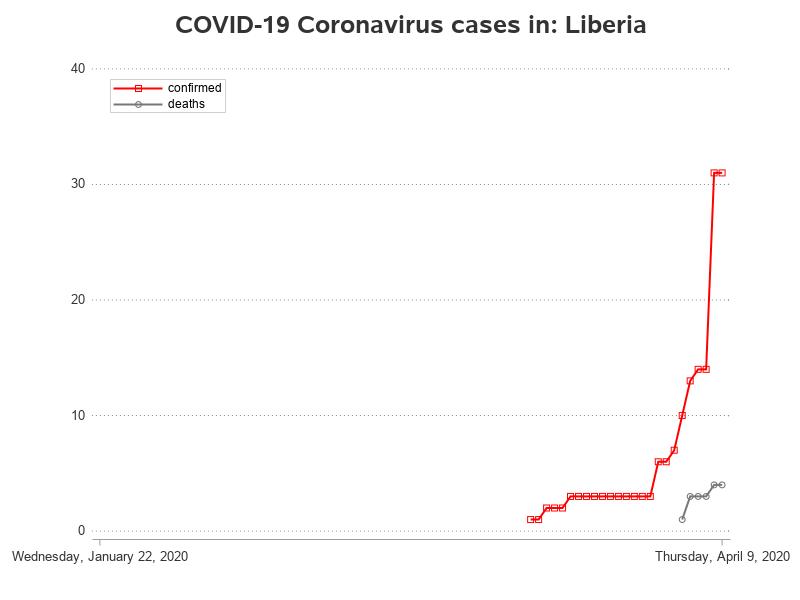 COVID-19 Coronavirus cases in: Liberia
40
confirmed
deaths
30
20
10
0
Wednesday, January 22, 2020
Thursday, April 9, 2020